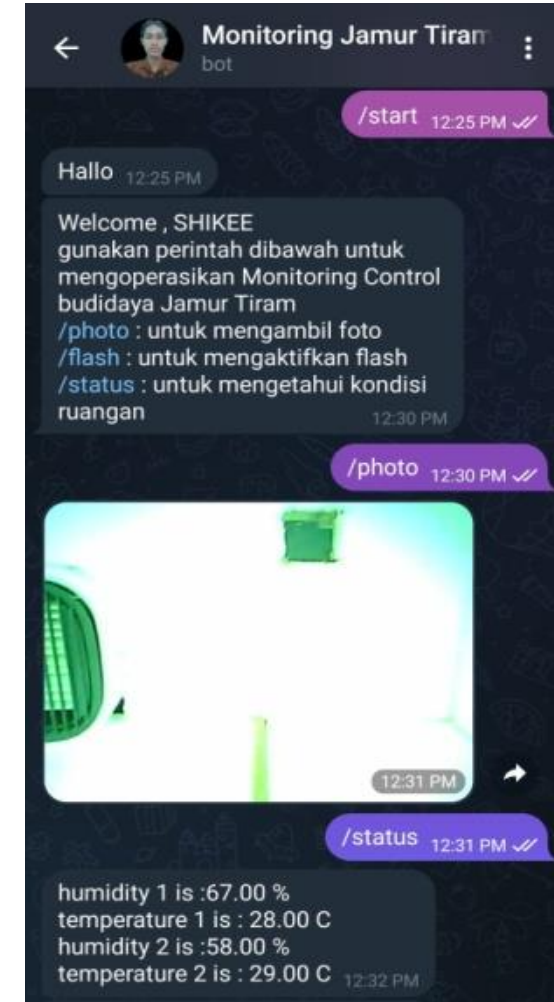 Monitoring Jamur Tiram
bot
/start 12:25 PM
Hallo 12:25 PM
Welcome , SHIKEE
gunakan perintah dibawah untuk
mengoperasikan Monitoring Control
budidaya Jamur Tiram
/photo : untuk mengambil foto
/flash : untuk mengaktifkan flash
/status : untuk mengetahui kondisi
ruangan 12:30 PM
/photo 12:30 PM
12:31 PM
/status 12:31 PM
humidity 1 is :67.00 %
temperature 1 is : 28.00 C
humidity 2 is :58.00 %
temperature 2 is : 29.00 C 12:32 PM